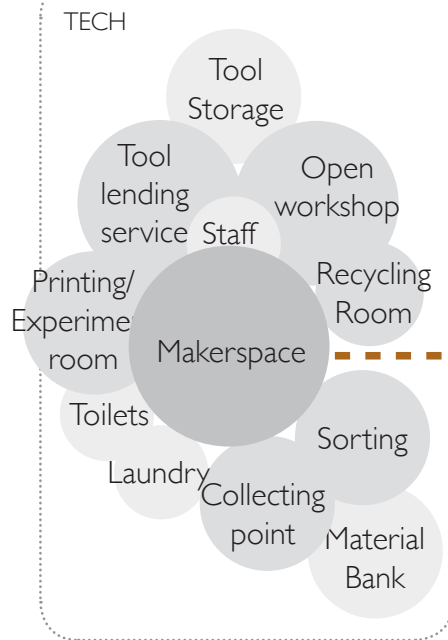 TECH
Tool
Storage
Tool
lending
service
Open
workshop
Staff
Printing/
room
Recycling
Room
Makerspace
Toilets
Sorting
Laundry
Collecting
point
Material
Bank